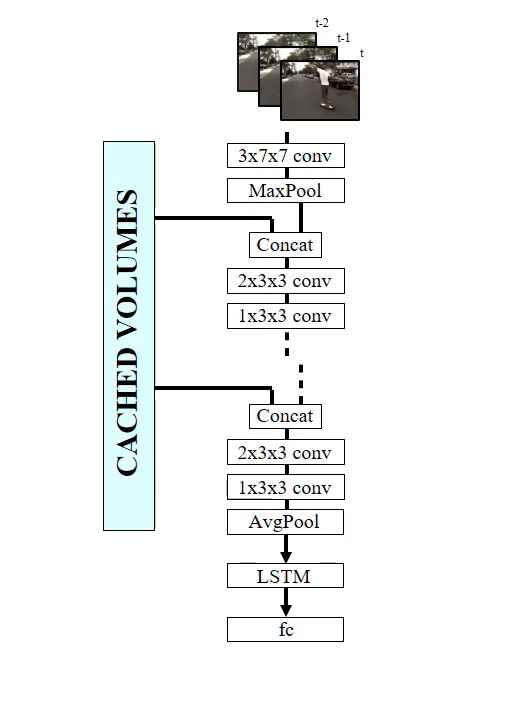 t-2
t-1
t
3x7x7 conv
MaxPool
CACHED VOLUMES
Concat
2x3x3 conv
1x3x3 conv
Concat
2x3x3 conv
1x3x3 conv
AvgPool
LSTM
fc